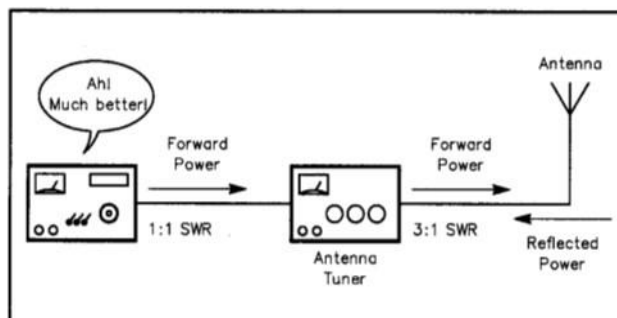 Ah!
Much better!
Antenna
Forward
Power
Forward
Power
1:1 SWR
3:1 SWR
Antenna
Tuner
Reflected
Power